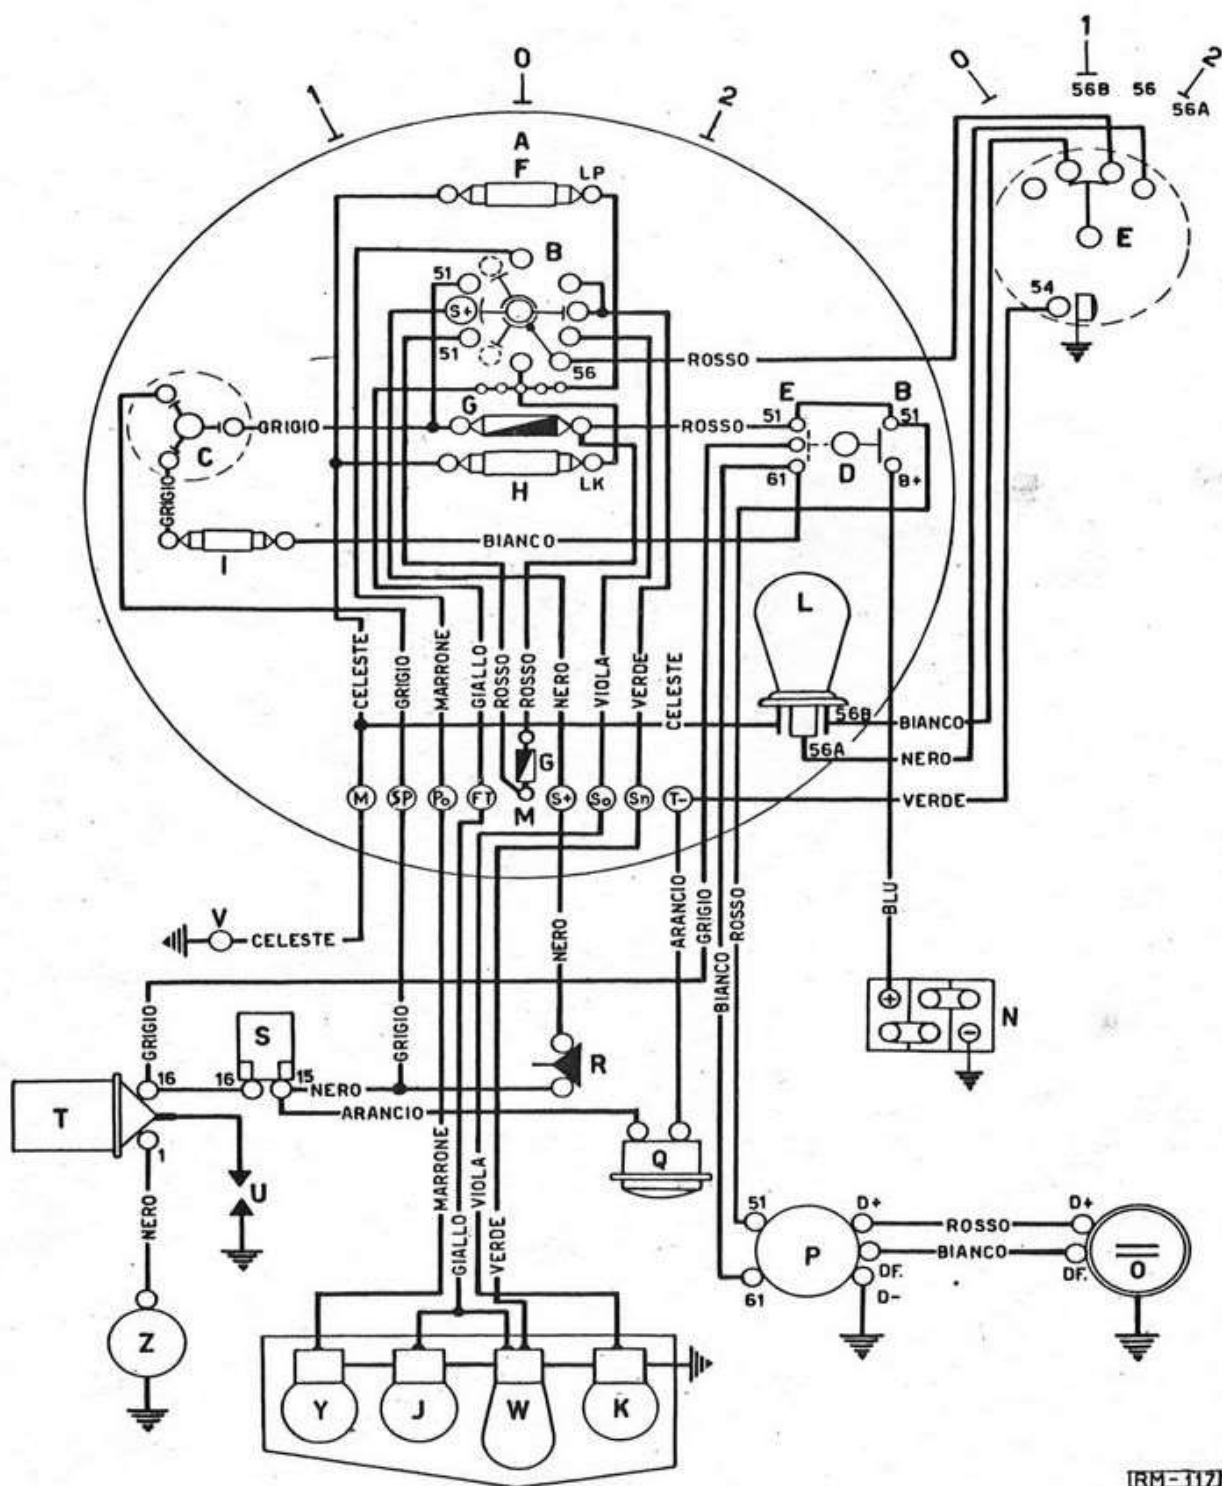 0
1
2
A
F
LP
0
1
2
56B
56
56A
E
54
B
51
S+
51
56
ROSSO
C
GRIGIO
G
ROSSO
H
LK
GRIGIO
I
BIANCO
E
B
51
51
D
61
B+
L
56B
56A
BIANCO
NERO
VERDE
CELESTE
GRIGIO
MARRONE
GIALLO
ROSSO
ROSSO
NERO
VIOLA
VERDE
CELESTE
G
M
SP
Po
FT
M
S+
So
Sn
T-
V
CELESTE
NERO
ARANCIO
GRIGIO
BIANCO
ROSSO
BLU
N
GRIGIO
GRIGIO
S
16
16
15
NERO
R
ARANCIO
T
1
U
Q
NERO
MARRONE
GIALLO
VIOLA
VERDE
51
D+
ROSSO
D+
P
BIANCO
O
DF.
DF.
61
D-
Z
Y
J
W
K
RM-117